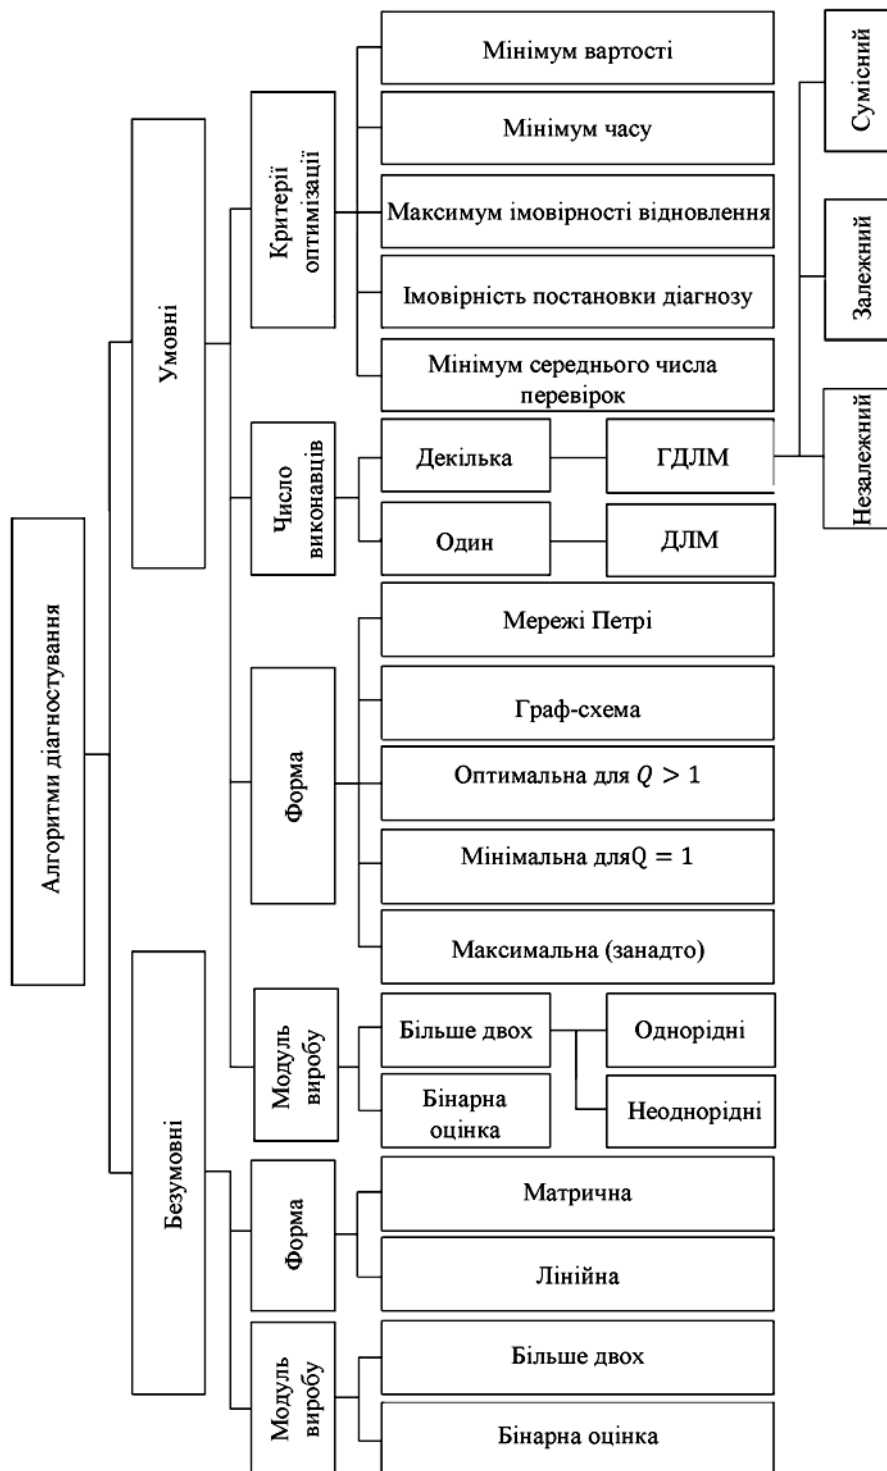 Алгоритми діагностування
Умовні
Критерії
оптимізації
Мінімум вартості
Мінімум часу
Максимум імовірності відновлення
Імовірність постановки діагнозу
Мінімум середнього числа
перевірок
Число
виконавців
Декілька
ГДЛМ
Сумісний
Залежний
Незалежний
Один
ДЛМ
Форма
Мережі Петрі
Граф-схема
Оптимальна для Q > 1
Мінімальна дляQ = 1
Максимальна (занадто)
Модуль
виробу
Більше двох
Однорідні
Неоднорідні
Бінарна
оцінка
Безумовні
Форма
Матрична
Лінійна
Модуль
виробу
Більше двох
Бінарна оцінка